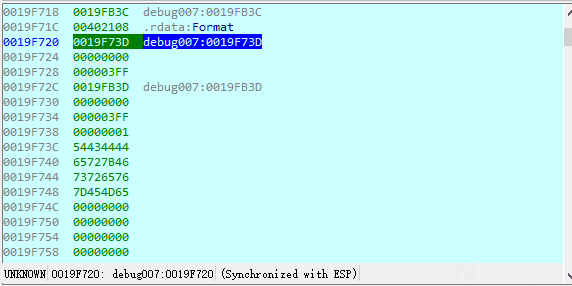 0019F718 0019FB3C debug007:0019FB3C
0019F71C 00402108 .rdata:Format
0019F720 0019F73D debug007:0019F73D
0019F724 00000000
0019F728 000003FF
0019F72C 0019FB3D debug007:0019FB3D
0019F730 00000000
0019F734 000003FF
0019F738 00000001
0019F73C 54434444
0019F740 65727B46
0019F744 73726576
0019F748 7D454D65
0019F74C 00000000
0019F750 00000000
0019F754 00000000
0019F758 00000000
UNKNOWN 0019F720: debug007:0019F720 (Synchronized with ESP)